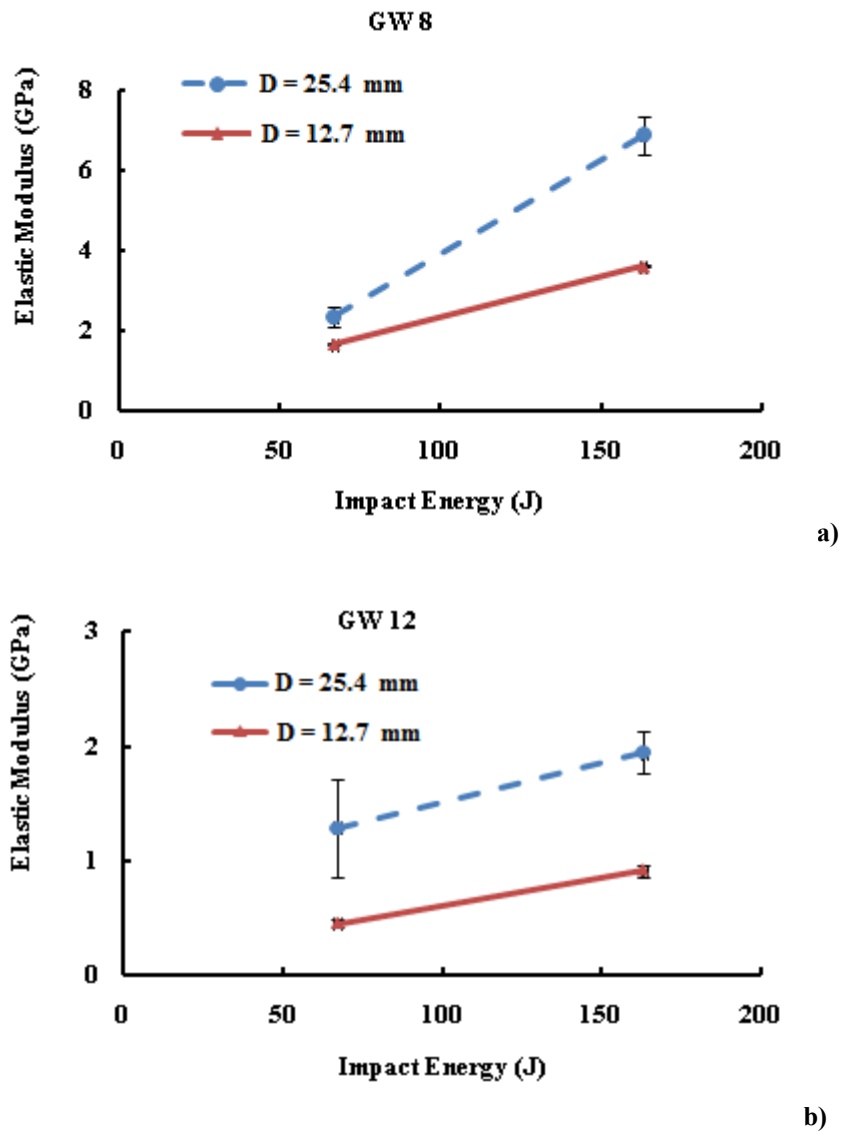 GW 8
Elastic Modulus (GPa)
8
6
4
2
0
D = 25.4 mm
D = 12.7 mm
0 50 100 150 200
Impact Energy (J)
a)
GW 12
Elastic Modulus (GPa)
3
2
1
0
D = 25.4 mm
D = 12.7 mm
0 50 100 150 200
Impact Energy (J)
b)